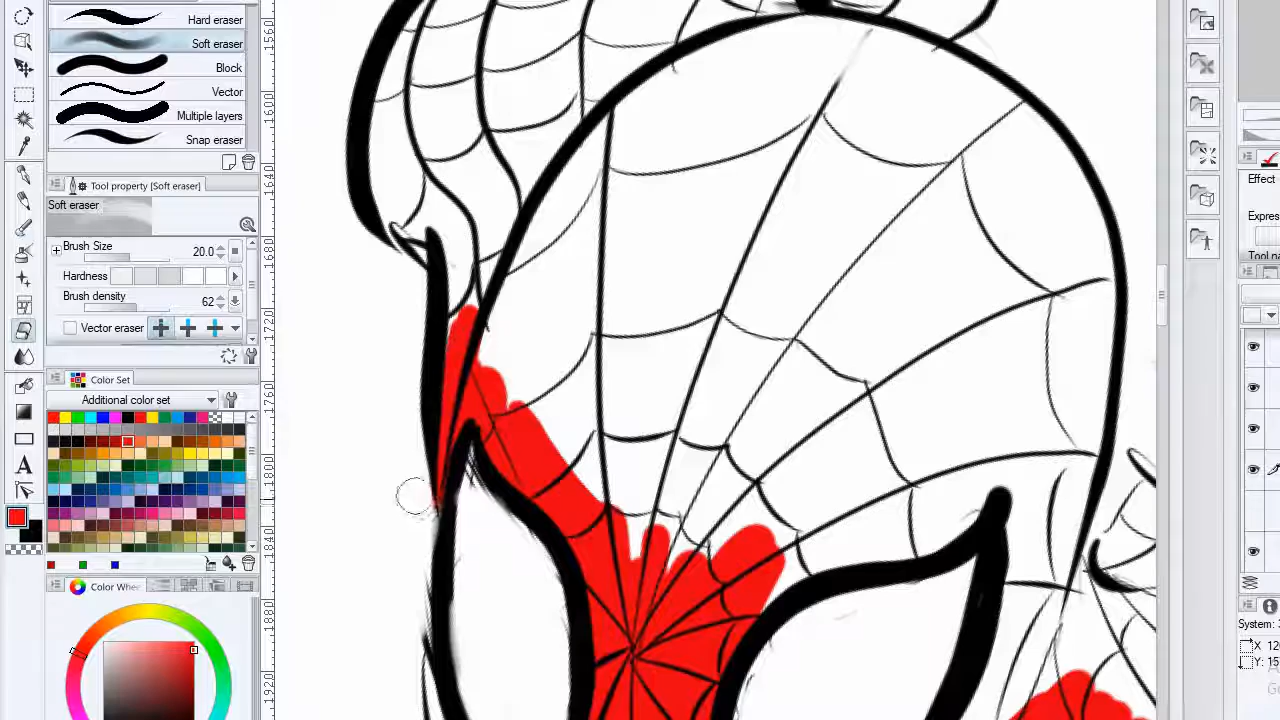 Hard eraser
Soft eraser
Block
Vector
Multiple layers
Snap eraser
Tool property [Soft eraser]
Soft eraser
Brush Size 20.0
Hardness
Brush density 62
Vector eraser
Color Set
Additional color set
Color Whee
1560
1600
1640
1680
1720
1760
1800
1840
1880
1920
Effect
Expres
Tool na
System: 3
X 12
Y: 15